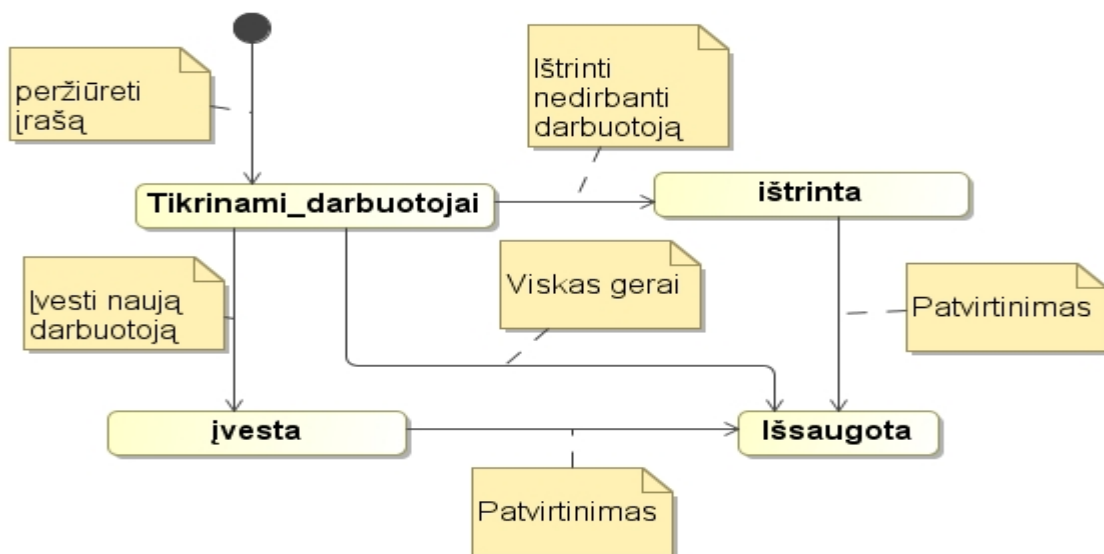 peržiūreti
įrašą
Ištrinti
nedirbanti
darbuotoją
Tikrinami_darbuotojai
ištrinta
Įvesti naują
darbuotoją
Viskas gerai
Patvirtinimas
įvesta
Išsaugota
Patvirtinimas